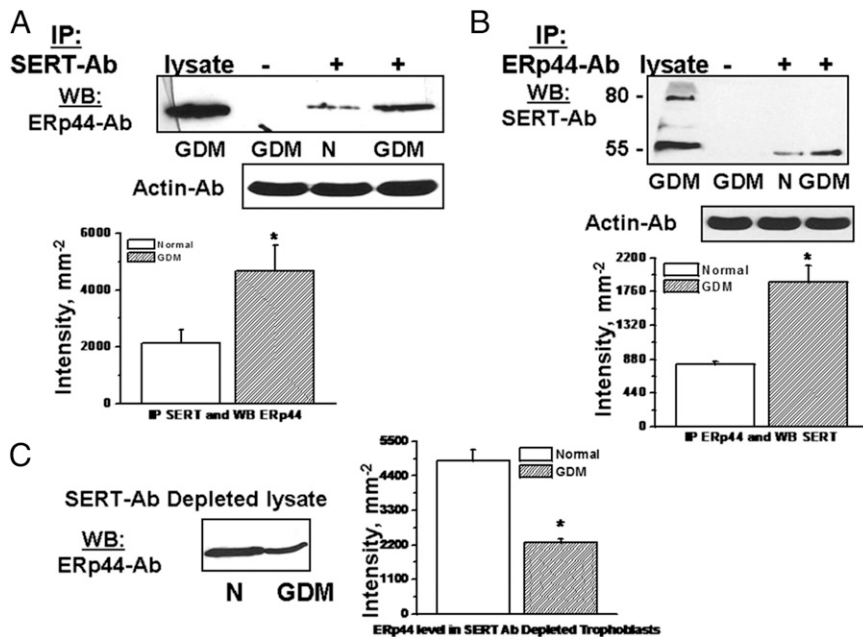 A
IP:
SERT-Ab lysate - + +
WB:
ERp44-Ab
GDM GDM N GDM
Actin-Ab
Intensity, mm-2
6000
4000
2000
0
Normal
GDM
*
IP SERT and WB ERp44
B
IP:
ERp44-Ab lysate - + +
WB:
SERT-Ab
80 -
55 -
GDM GDM N GDM
Actin-Ab
Intensity, mm-2
2200
1760
1320
880
440
0
Normal
GDM
*
IP ERp44 and WB SERT
C
SERT-Ab Depleted lysate
WB:
ERp44-Ab
N GDM
Intensity, mm-2
5500
4400
3300
2200
1100
0
Normal
GDM
*
ERp44 level in SERT Ab Depleted Trophoblasts